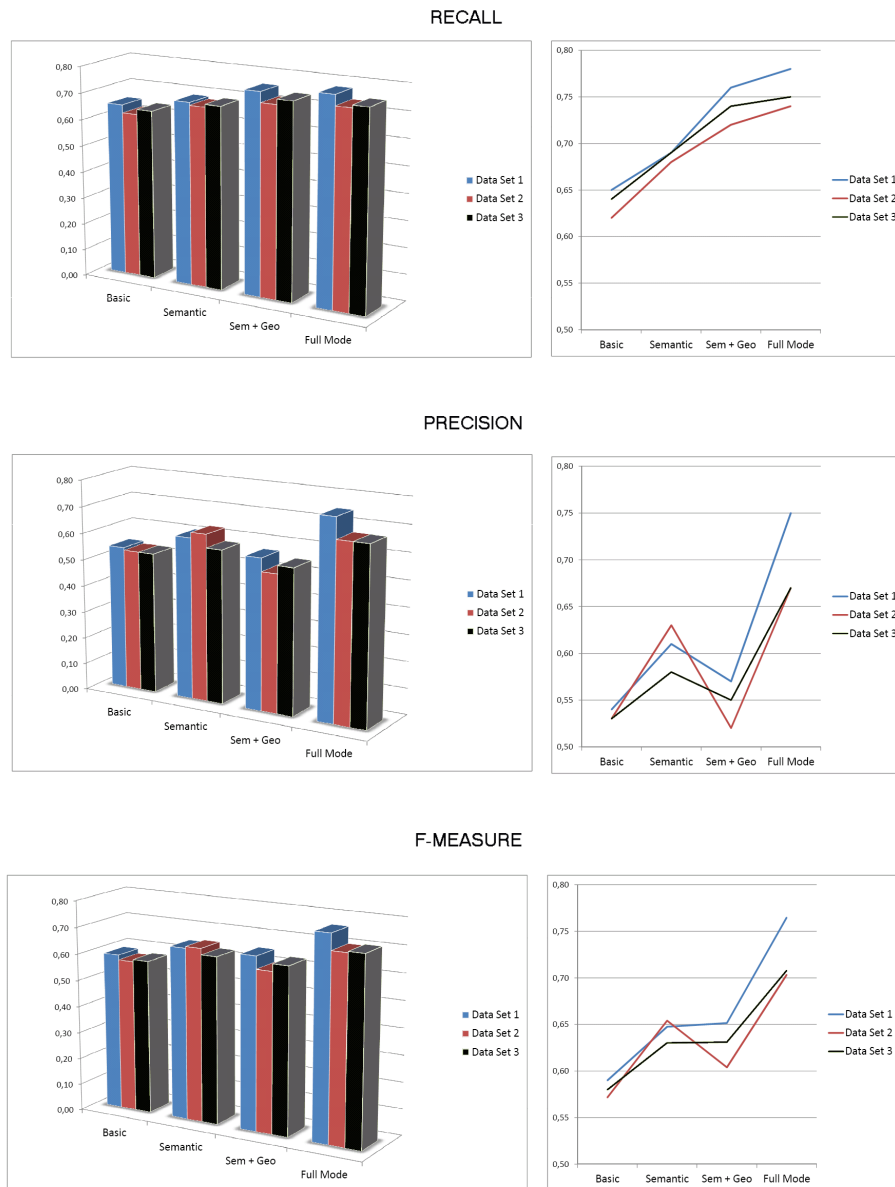 RECALL
0,80
0,70
0,60
0,50
0,40
0,30
0,20
0,10
0,00
Basic
Semantic
Sem + Geo
Full Mode
Data Set 1
Data Set 2
Data Set 3
0,80
0,75
0,70
0,65
0,60
0,55
0,50
Basic Semantic Sem + Geo Full Mode
Data Set 1
Data Set 2
Data Set 3
PRECISION
0,80
0,70
0,60
0,50
0,40
0,30
0,20
0,10
0,00
Basic
Semantic
Sem + Geo
Full Mode
Data Set 1
Data Set 2
Data Set 3
0,80
0,75
0,70
0,65
0,60
0,55
0,50
Basic Semantic Sem + Geo Full Mode
Data Set 1
Data Set 2
Data Set 3
F-MEASURE
0,80
0,70
0,60
0,50
0,40
0,30
0,20
0,10
0,00
Basic
Semantic
Sem + Geo
Full Mode
Data Set 1
Data Set 2
Data Set 3
0,80
0,75
0,70
0,65
0,60
0,55
0,50
Basic Semantic Sem + Geo Full Mode
Data Set 1
Data Set 2
Data Set 3